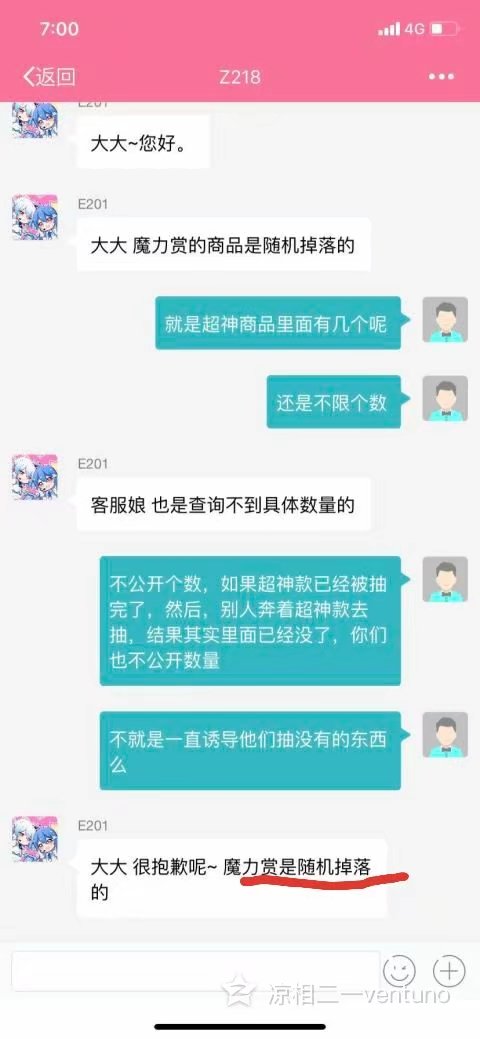 7:00
4G
返回
Z218
E201
大大~您好。
E201
大大 魔力赏的商品是随机掉落的
就是超神商品里面有几个呢
还是不限个数
E201
客服娘 也是查询不到具体数量的
不公开个数，如果超神款已经被抽
完了，然后，别人奔着超神款去
抽，结果其实里面已经没了，你们
也不公开数量
不就是一直诱导他们抽没有的东西
么
E201
大大 很抱歉呢~ 魔力赏是随机掉落
的
凉相二一ventuno